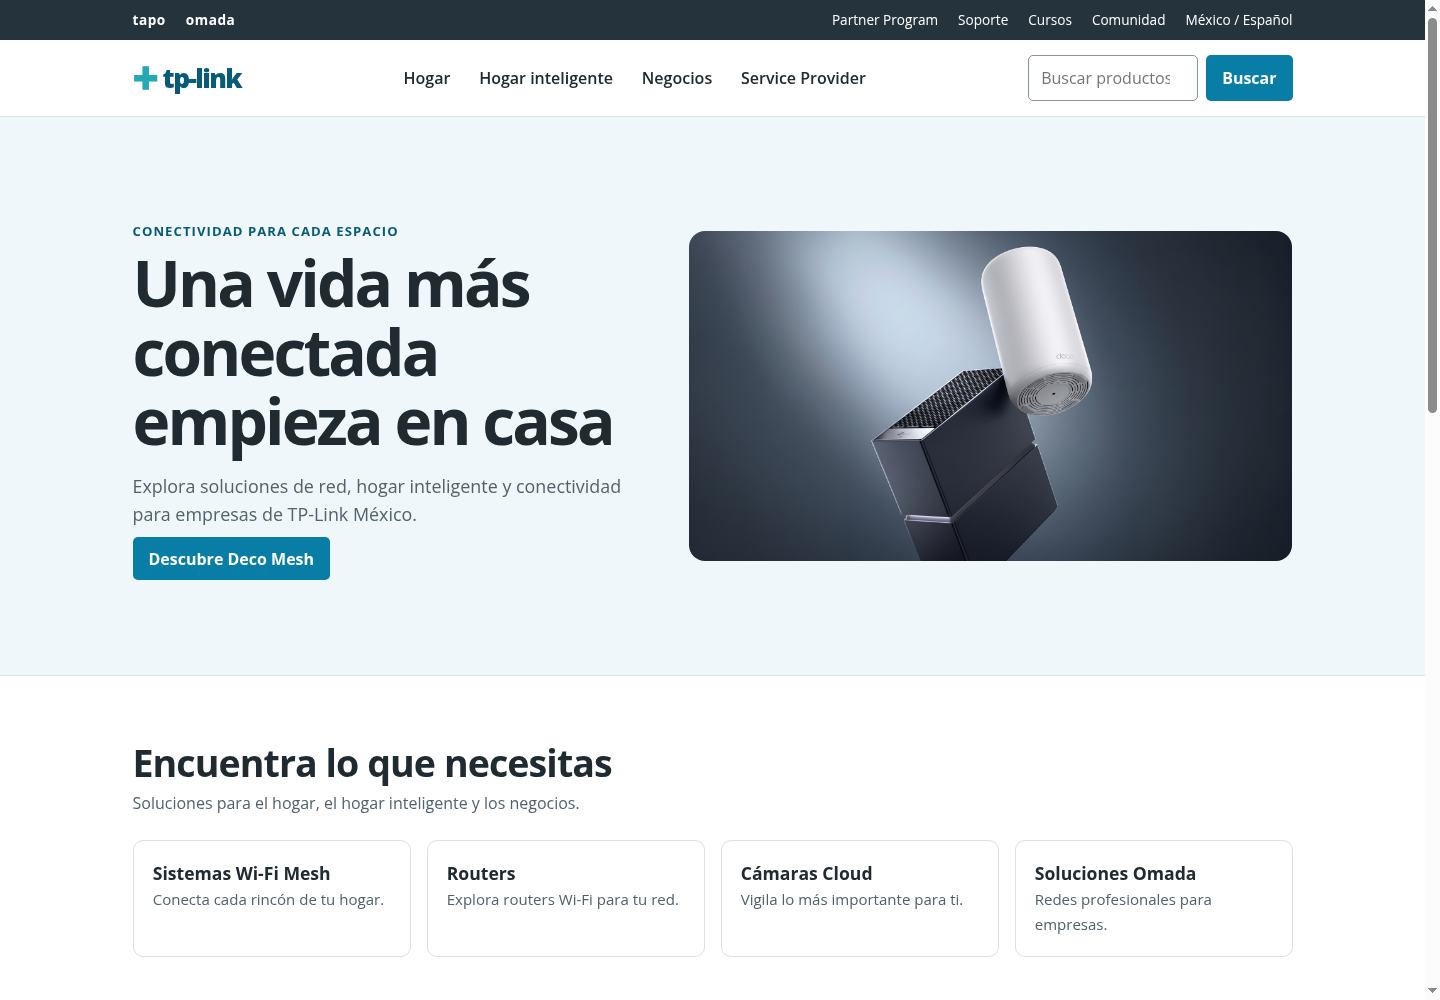 tapo omada
Partner Program Soporte Cursos Comunidad México / Español
tp-link
Hogar Hogar inteligente Negocios Service Provider
Buscar productos
Buscar
CONECTIVIDAD PARA CADA ESPACIO
Una vida más
conectada
empieza en casa
Explora soluciones de red, hogar inteligente y conectividad
para empresas de TP-Link México.
Descubre Deco Mesh
deco
Encuentra lo que necesitas
Soluciones para el hogar, el hogar inteligente y los negocios.
Sistemas Wi-Fi Mesh
Conecta cada rincón de tu hogar.
Routers
Explora routers Wi-Fi para tu red.
Cámaras Cloud
Vigila lo más importante para ti.
Soluciones Omada
Redes profesionales para
empresas.